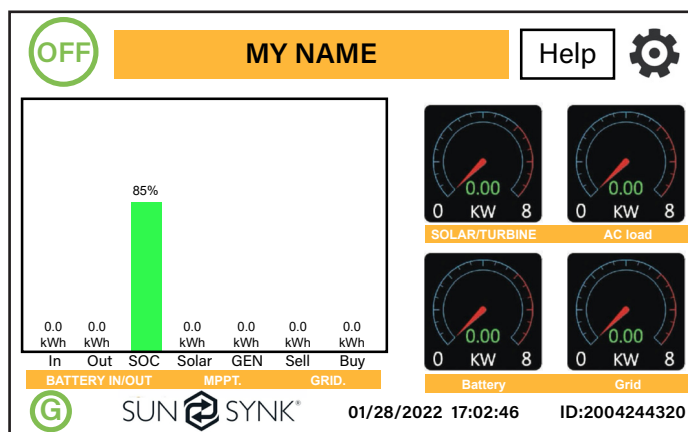 OFF
MY NAME
Help
85%
0.0 0.0 0.0 0.0 0.0 0.0
kWh kWh kWh kWh kWh kWh
In Out SOC Solar GEN Sell Buy
BATTERY IN/OUT MPPT. GRID.
0.00 0.00
0 KW 8 0 KW 8
SOLAR/TURBINE AC load
0.00 0.00
0 KW 8 0 KW 8
Battery Grid
G
SUN SYNK®
01/28/2022 17:02:46 ID:2004244320